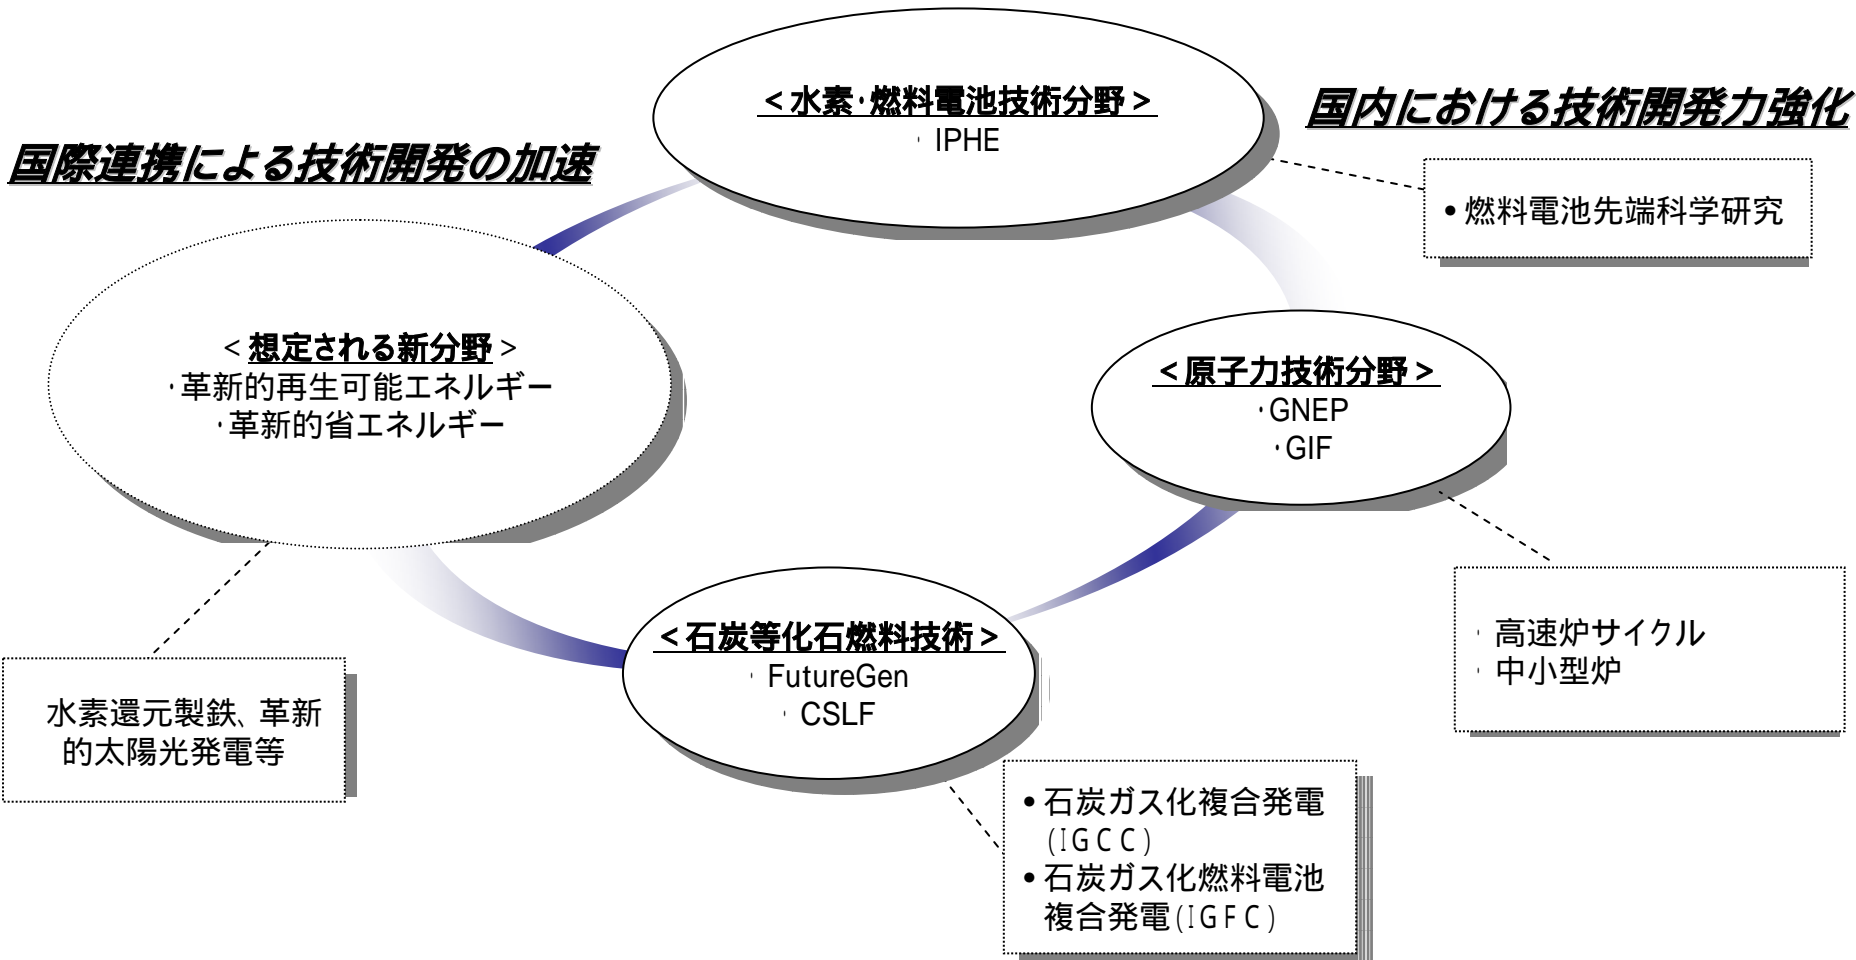 国際連携による技術開発の加速
国内における技術開発力強化
<水素・燃料電池技術分野>
・ IPHE
• 燃料電池先端科学研究
<想定される新分野>
・革新的再生可能エネルギー
・革新的省エネルギー
<原子力技術分野>
・GNEP
・GIF
<石炭等化石燃料技術>
・ FutureGen
・ CSLF
・ 高速炉サイクル
・ 中小型炉
水素還元製鉄、革新
的太陽光発電等
• 石炭ガス化複合発電
(IGCC)
• 石炭ガス化燃料電池
複合発電(IGFC)